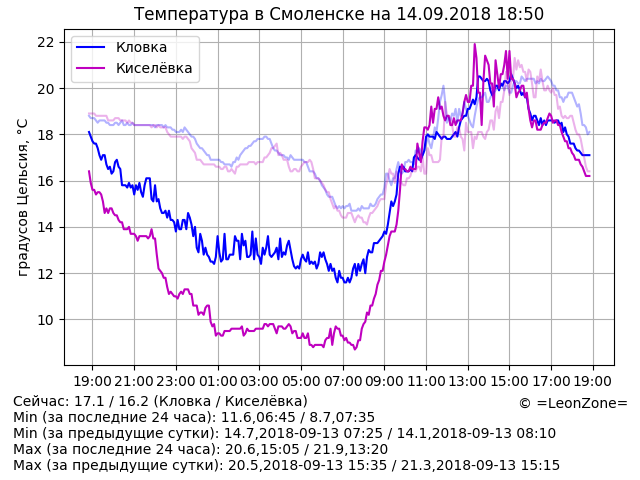 Температура в Смоленске на 14.09.2018 18:50
Кловка
Киселёвка
градусов Цельсия, °C
22
20
18
16
14
12
10
19:00 21:00 23:00 01:00 03:00 05:00 07:00 09:00 11:00 13:00 15:00 17:00 19:00
Сейчас: 17.1 / 16.2 (Кловка / Киселёвка)
© =LeonZone=
Min (за последние 24 часа): 11.6,06:45 / 8.7,07:35
Min (за предыдущие сутки): 14.7,2018-09-13 07:25 / 14.1,2018-09-13 08:10
Max (за последние 24 часа): 20.6,15:05 / 21.9,13:20
Max (за предыдущие сутки): 20.5,2018-09-13 15:35 / 21.3,2018-09-13 15:15